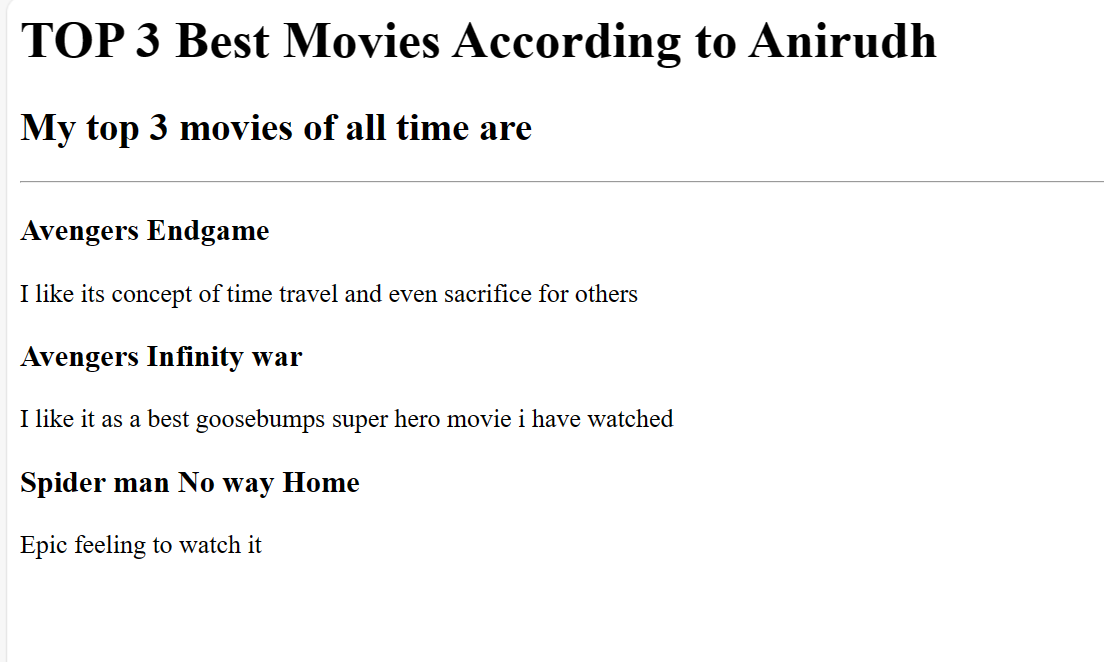 TOP 3 Best Movies According to Anirudh
My top 3 movies of all time are
Avengers Endgame
I like its concept of time travel and even sacrifice for others
Avengers Infinity war
I like it as a best goosebumps super hero movie i have watched
Spider man No way Home
Epic feeling to watch it